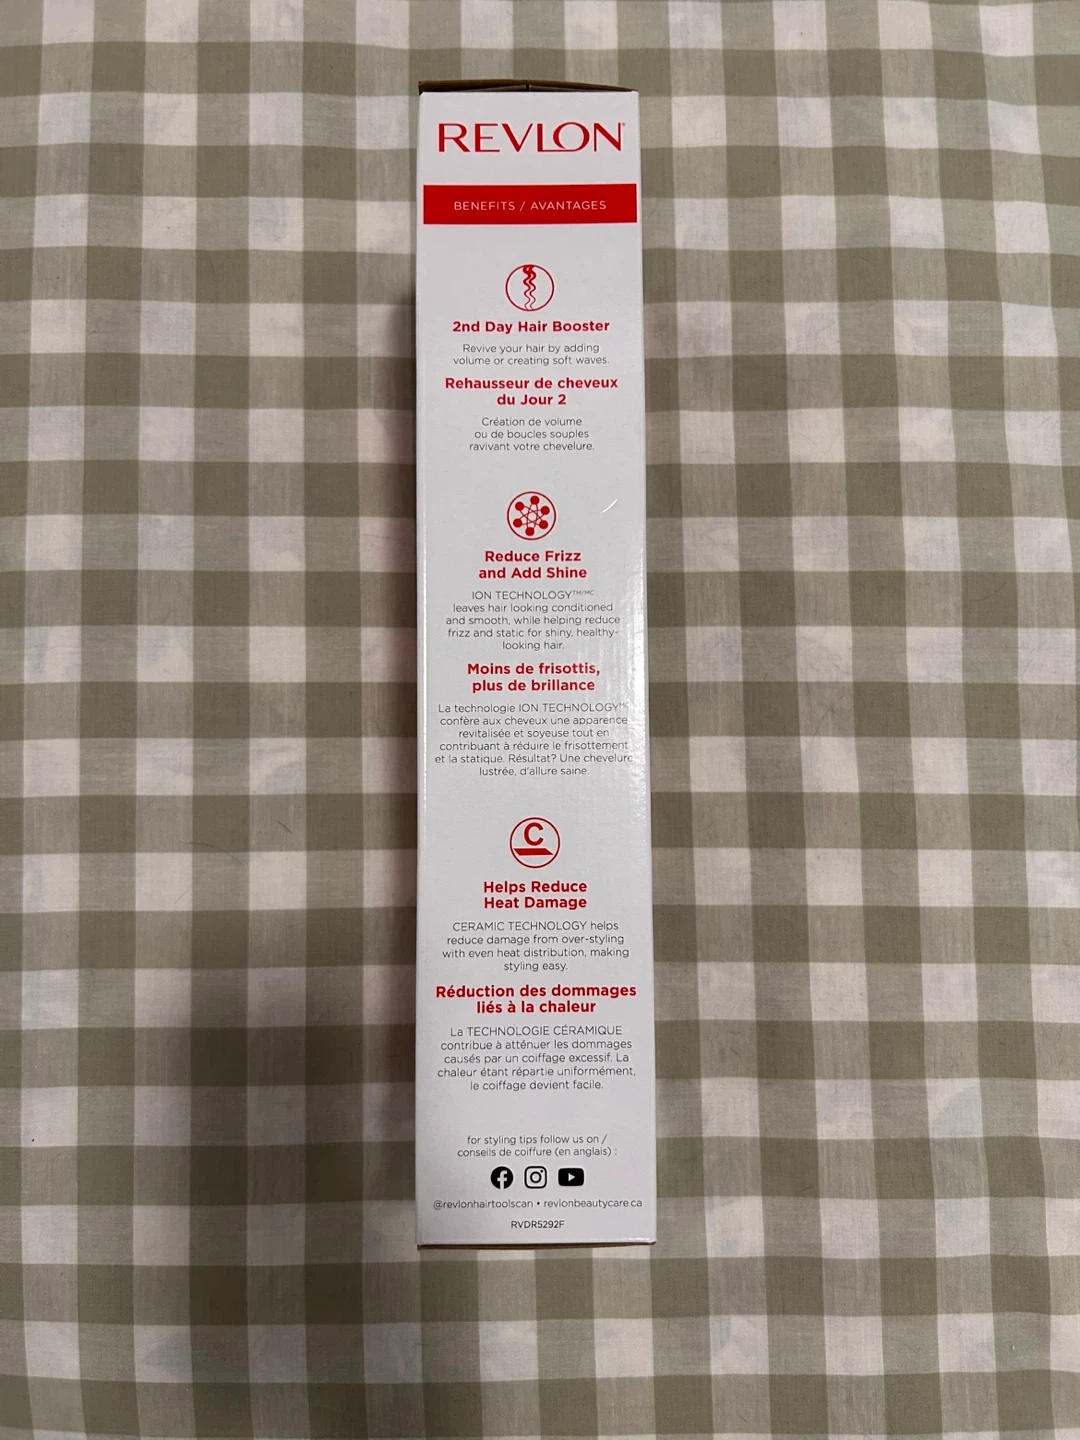 REVLON®
BENEFITS / AVANTAGES
2nd Day Hair Booster
Revive your hair by adding
volume or creating soft waves.
Rehausseur de cheveux
du Jour 2
Création de volume
ou de boucles souples
ravivant votre chevelure.
Reduce Frizz
and Add Shine
ION TECHNOLOGY™/MC
leaves hair looking conditioned
and smooth, while helping reduce
frizz and static for shiny, healthy-
looking hair.
Moins de frisottis,
plus de brillance
La technologie ION TECHNOLOGY
confère aux cheveux une apparence
revitalisée et soyeuse tout en
contribuant à réduire le frisottement
et la statique. Résultat? Une chevelure
lustrée, d'allure saine.
C
Helps Reduce
Heat Damage
CERAMIC TECHNOLOGY helps
reduce damage from over-styling
with even heat distribution, making
styling easy.
Réduction des dommages
liés à la chaleur
La TECHNOLOGIE CÉRAMIQUE
contribue à atténuer les dommages
causés par un coiffage excessif. La
chaleur étant répartie uniformément,
le coiffage devient facile.
for styling tips follow us on /
conseils de coiffure (en anglais) :
@revlonhairtoolscan • revlonbeautycare.ca
RVDR5292F